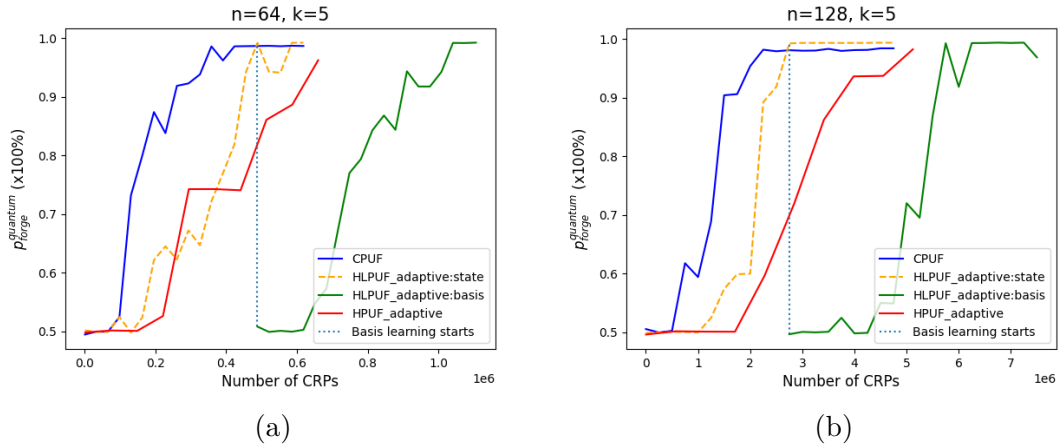 n=64, k=5
1.0
0.9
0.8
0.7
0.6
0.5
p_{forge}^{quantum} (x100%)
CPUF
HLPUF_adaptive:state
HLPUF_adaptive:basis
HPUF_adaptive
Basis learning starts
0.0 0.2 0.4 0.6 0.8 1.0
1e6
Number of CRPs
(a)
n=128, k=5
1.0
0.9
0.8
0.7
0.6
0.5
p_{forge}^{quantum} (x100%)
CPUF
HLPUF_adaptive:state
HLPUF_adaptive:basis
HPUF_adaptive
Basis learning starts
0 1 2 3 4 5 6 7
1e6
Number of CRPs
(b)